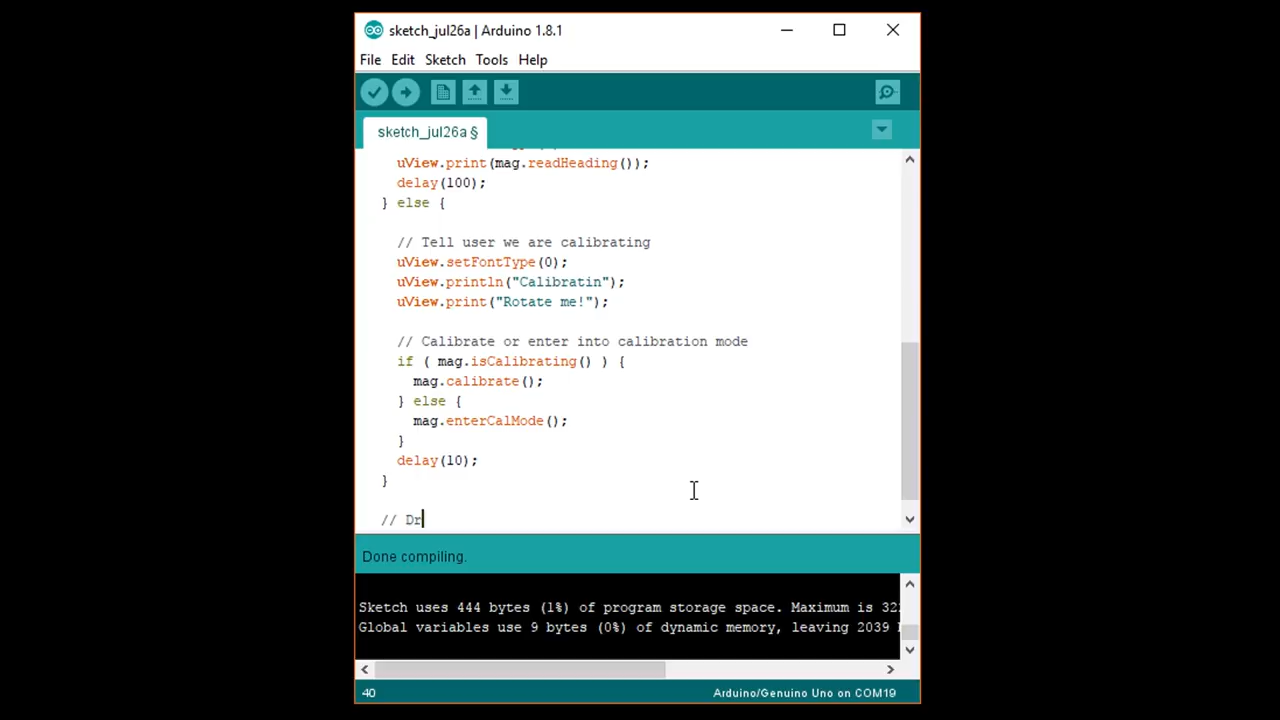 sketch_jul26a | Arduino 1.8.1
File Edit Sketch Tools Help
sketch_jul26a §
uView.print(mag.readHeading());
delay(100);
} else {
// Tell user we are calibrating
uView.setFontType(0);
uView.println("Calibratin");
uView.print("Rotate me!");
// Calibrate or enter into calibration mode
if ( mag.isCalibrating() ) {
mag.calibrate();
} else {
mag.enterCalMode();
}
delay(10);
}
// Dr
Done compiling.
Sketch uses 444 bytes (1%) of program storage space. Maximum is 32
Global variables use 9 bytes (0%) of dynamic memory, leaving 2039
40 Arduino/Genuino Uno on COM19